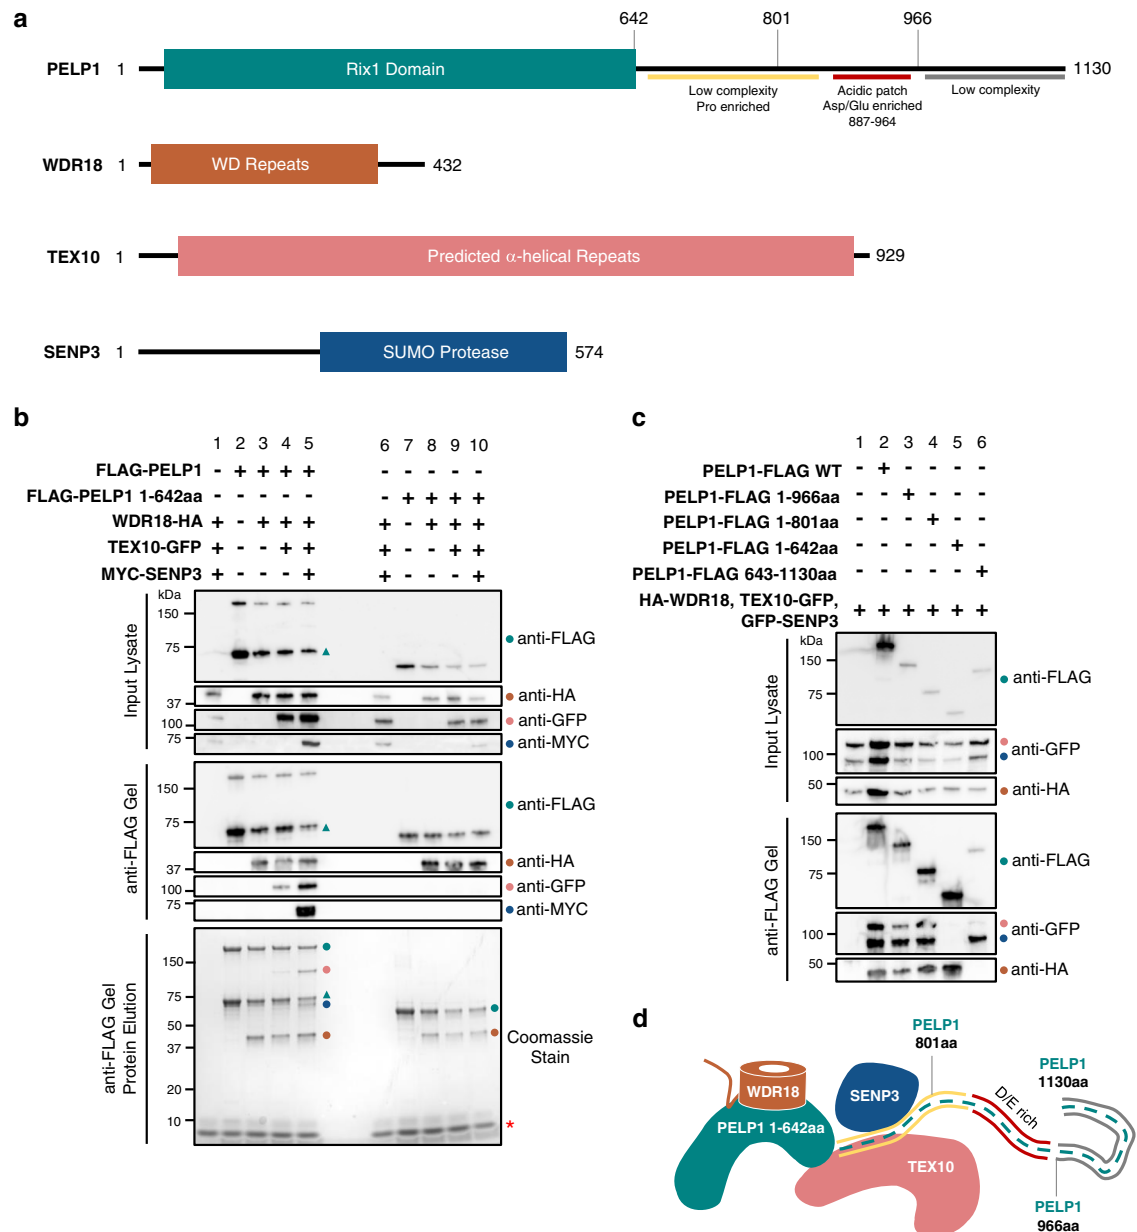 a
642 801 966
PELP1 1 Rix1 Domain 1130
Low complexity
Pro enriched
Acidic patch
Asp/Glu enriched
887-964
Low complexity
WDR18 1 WD Repeats 432
TEX10 1 Predicted α-helical Repeats 929
SENP3 1 SUMO Protease 574
b
1 2 3 4 5 6 7 8 9 10
FLAG-PELP1 - + + + + - - - - -
FLAG-PELP1 1-642aa - - - - - - + + + +
WDR18-HA + - + + + + - + + +
TEX10-GFP + - - + + + - - + +
MYC-SENP3 + - - - + + - - - +
kDa
Input Lysate
150
75
anti-FLAG
37
anti-HA
100
anti-GFP
75
anti-MYC
anti-FLAG Gel
150
75
anti-FLAG
37
anti-HA
100
anti-GFP
75
anti-MYC
anti-FLAG Gel
Protein Elution
150
75
50
37
20
10
Coomassie
Stain
*
c
1 2 3 4 5 6
PELP1-FLAG WT - + - - - -
PELP1-FLAG 1-966aa - - + - - -
PELP1-FLAG 1-801aa - - - + - -
PELP1-FLAG 1-642aa - - - - + -
PELP1-FLAG 643-1130aa - - - - - +
HA-WDR18, TEX10-GFP,
GFP-SENP3 + + + + + +
kDa
Input Lysate
150
75
anti-FLAG
100
anti-GFP
50
anti-HA
anti-FLAG Gel
150
75
anti-FLAG
100
anti-GFP
50
anti-HA
d
PELP1
801aa
PELP1
1130aa
WDR18
SENP3
D/E rich
PELP1 1-642aa
TEX10
PELP1
966aa